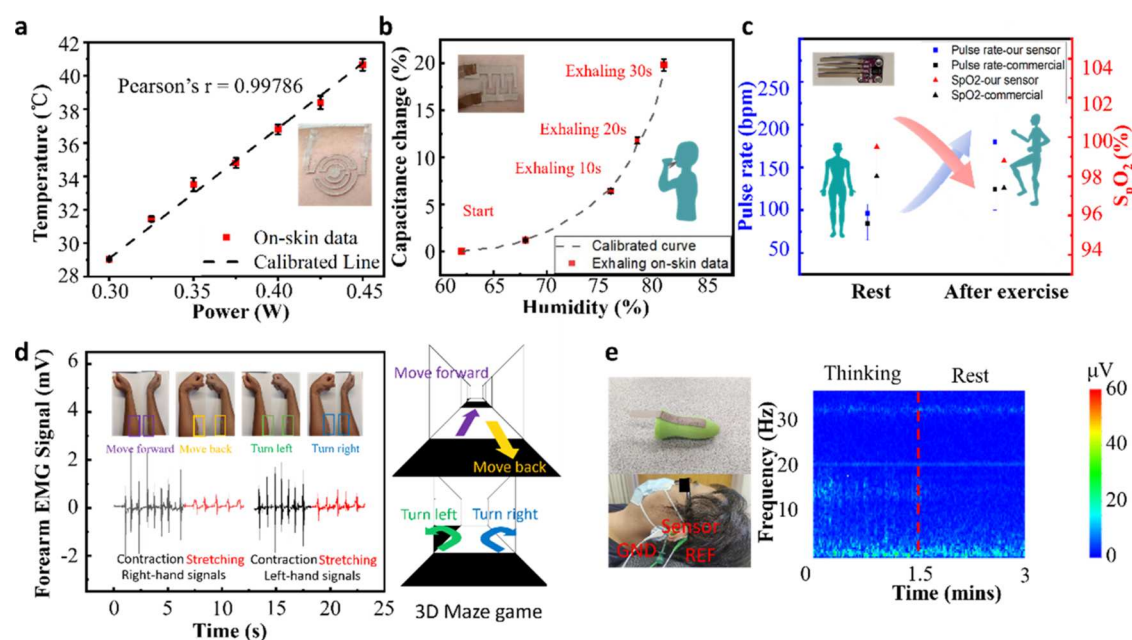 a
42
40
38
36
34
32
30
28
Temperature (℃)
Pearson's r = 0.99786
On-skin data
Calibrated Line
0.30 0.35 0.40 0.45
Power (W)
b
20
15
10
5
0
Capacitance change (%)
Exhaling 30s
Exhaling 20s
Exhaling 10s
Start
Calibrated curve
Exhaling on-skin data
60 65 70 75 80 85
Humidity (%)
c
Pulse rate-our sensor
Pulse rate-commercial
SpO2-our sensor
SpO2-commercial
250
200
150
100
50
Pulse rate (bpm)
104
102
100
98
96
94
SpO2 (%)
Rest After exercise
d
6
4
2
0
-2
Forearm EMG Signal (mV)
Move forward Move back Turn left Turn right
Contraction Stretching Contraction Stretching
Right-hand signals Left-hand signals
0 5 10 15 20 25
Time (s)
Move forward
Move back
Turn left Turn right
3D Maze game
e
Sensor
GND REF
Thinking Rest
30
20
10
Frequency (Hz)
1.5 3
Time (mins)
μV
60
40
20
0